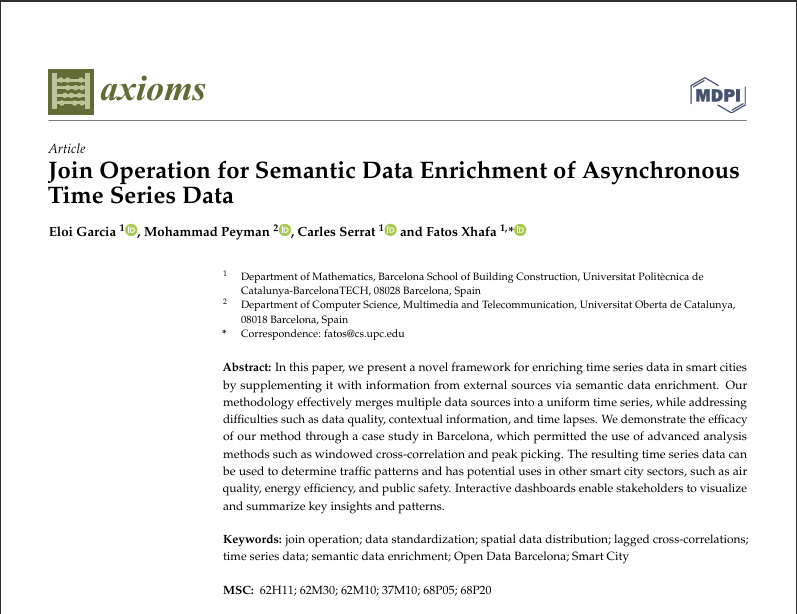 axioms
MDPI
Article
Join Operation for Semantic Data Enrichment of Asynchronous
Time Series Data
Eloi Garcia 1iD, Mohammad Peyman 2iD, Carles Serrat 1iD and Fatos Xhafa 1,*iD
1 Department of Mathematics, Barcelona School of Building Construction, Universitat Politècnica de
Catalunya-BarcelonaTECH, 08028 Barcelona, Spain
2 Department of Computer Science, Multimedia and Telecommunication, Universitat Oberta de Catalunya,
08018 Barcelona, Spain
* Correspondence: fatos@cs.upc.edu
Abstract: In this paper, we present a novel framework for enriching time series data in smart cities
by supplementing it with information from external sources via semantic data enrichment. Our
methodology effectively merges multiple data sources into a uniform time series, while addressing
difficulties such as data quality, contextual information, and time lapses. We demonstrate the efficacy
of our method through a case study in Barcelona, which permitted the use of advanced analysis
methods such as windowed cross-correlation and peak picking. The resulting time series data can
be used to determine traffic patterns and has potential uses in other smart city sectors, such as air
quality, energy efficiency, and public safety. Interactive dashboards enable stakeholders to visualize
and summarize key insights and patterns.
Keywords: join operation; data standardization; spatial data distribution; lagged cross-correlations;
time series data; semantic data enrichment; Open Data Barcelona; Smart City
MSC: 62H11; 62M30; 62M10; 37M10; 68P05; 68P20